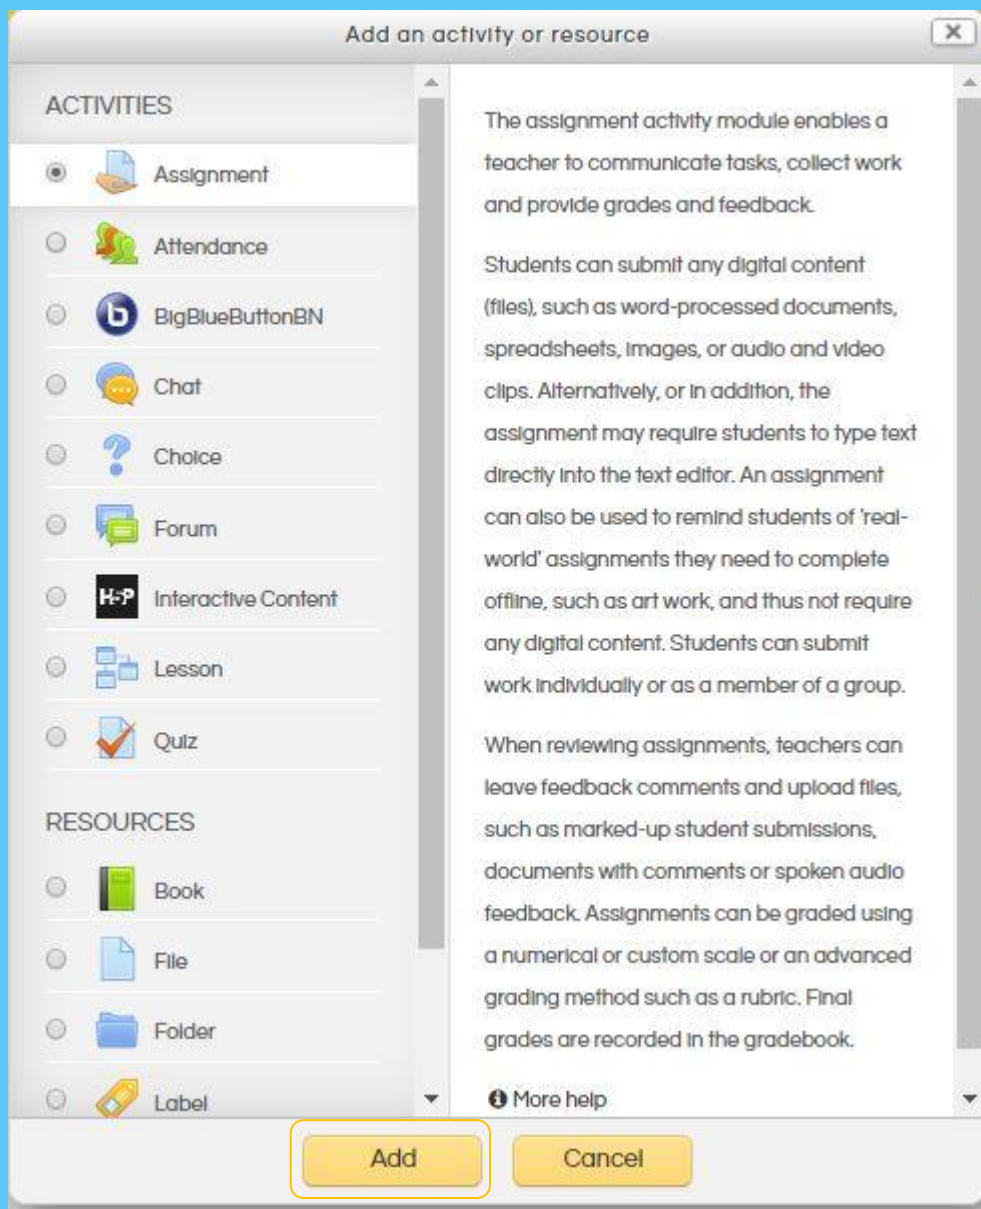 Add an activity or resource
ACTIVITIES
Assignment
Attendance
BigBlueButtonBN
Chat
Choice
Forum
H5P Interactive Content
Lesson
Quiz
RESOURCES
Book
File
Folder
Label
The assignment activity module enables a
teacher to communicate tasks, collect work
and provide grades and feedback.
Students can submit any digital content
(files), such as word-processed documents,
spreadsheets, images, or audio and video
clips. Alternatively, or in addition, the
assignment may require students to type text
directly into the text editor. An assignment
can also be used to remind students of 'real-
world' assignments they need to complete
offline, such as art work, and thus not require
any digital content. Students can submit
work individually or as a member of a group.
When reviewing assignments, teachers can
leave feedback comments and upload files,
such as marked-up student submissions,
documents with comments or spoken audio
feedback. Assignments can be graded using
a numerical or custom scale or an advanced
grading method such as a rubric. Final
grades are recorded in the gradebook.
More help
Add
Cancel